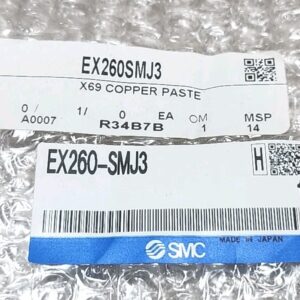 EX260SMJ3
X69 COPPER PASTE
0/ 1/ 0 EA OM MSP
A0007 R34B7B 1 14
EX260-SMJ3
H
SMC
MADE IN JAPAN